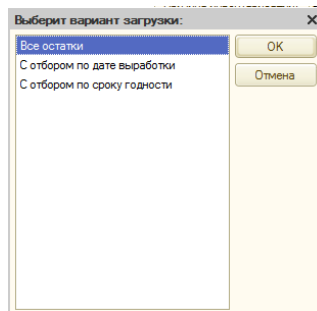 Выберит вариант загрузки:
Все остатки
С отбором по дате выработки
С отбором по сроку годности
OK
Отмена